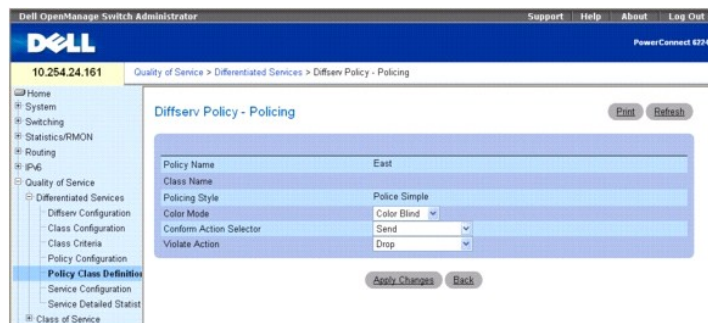 Dell OpenManage Switch Administrator
Support Help About Log Out
DELL
PowerConnect 6224
10.254.24.161
Quality of Service > Differentiated Services > Diffserv Policy - Policing
Home
System
Switching
Statistics/RMON
Routing
IPv6
Quality of Service
Differentiated Services
Diffserv Configuration
Class Configuration
Class Criteria
Policy Configuration
Policy Class Definition
Service Configuration
Service Detailed Statist
Class of Service
Diffserv Policy - Policing
Print Refresh
Policy Name East
Class Name
Policing Style Police Simple
Color Mode Color Blind
Conform Action Selector Send
Violate Action Drop
Apply Changes Back